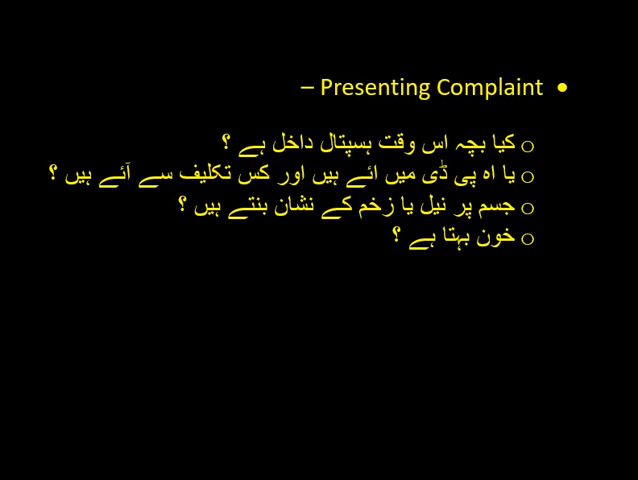 • Presenting Complaint –
o کیا بچہ اس وقت ہسپتال داخل ہے ؟
o یا اہ پی ڈی میں ائے ہیں اور کس تکلیف سے آئے ہیں ؟
o جسم پر نیل یا زخم کے نشان بنتے ہیں ؟
o خون بہتا ہے ؟